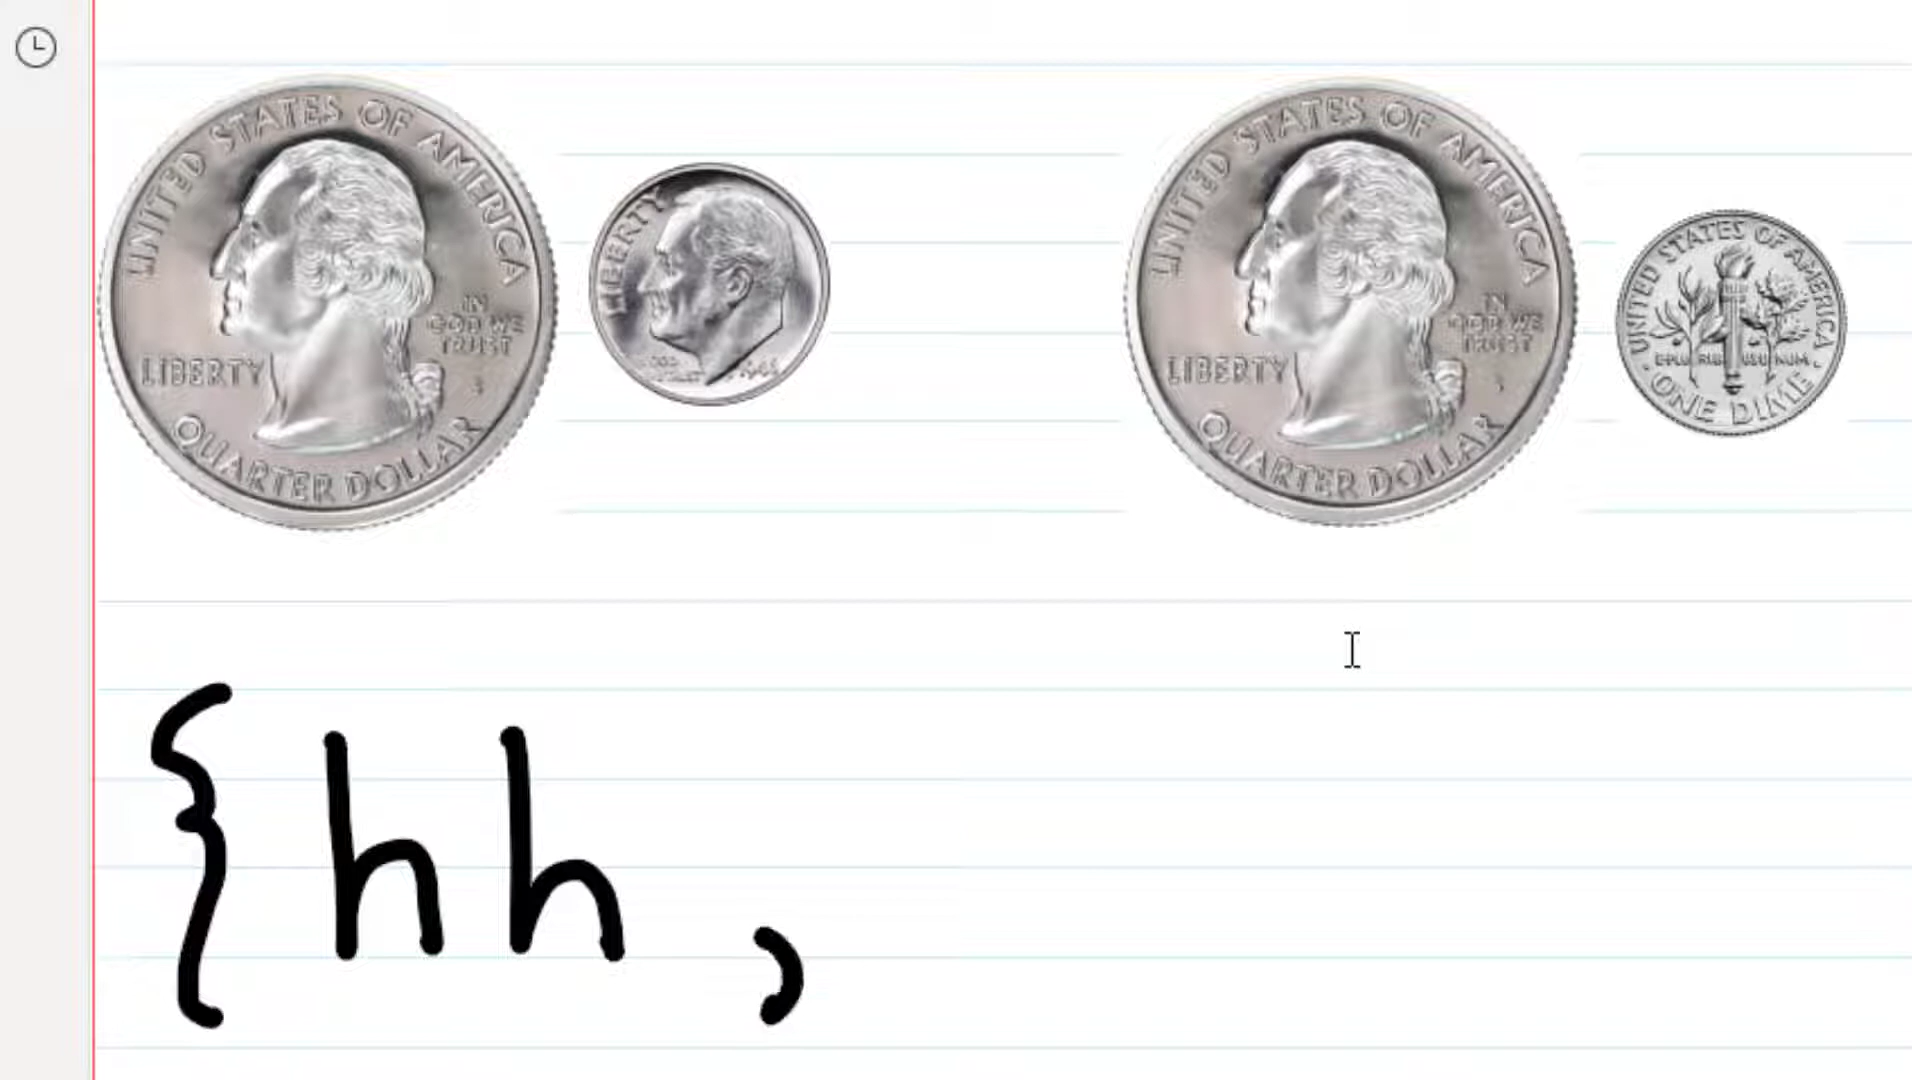 UNITED STATES OF AMERICA
IN
GOD WE
TRUST
LIBERTY
QUARTER DOLLAR
LIBERTY
UNITED STATES OF AMERICA
IN
GOD WE
TRUST
LIBERTY
QUARTER DOLLAR
UNITED STATES OF AMERICA
E PLURIBUS UNUM
· ONE DIME ·
{ hh ,